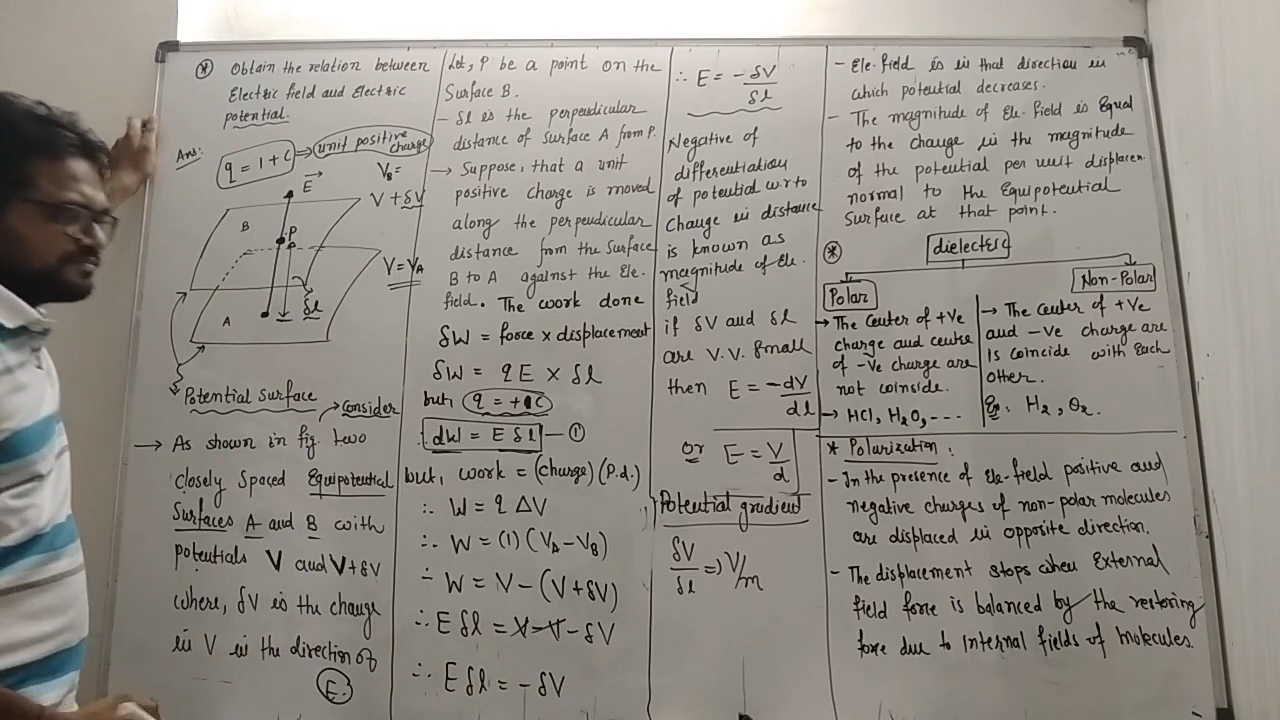 * Obtain the relation between
Electric field and Electric
potential.
Ans:
q = 1+C ⇒ unit positive
charge
V_B =
E
V + δV
B
P
V = V_A
δl
A
Potential surface
Consider
→ As shown in fig. two
closely spaced Equipotential
Surfaces A and B with
potentials V and V+δV
where, δV is the change
in V in the direction of
E.
Let, P be a point on the
Surface B.
- δl is the perpendicular
distance of surface A from P.
→ Suppose, that a unit
positive charge is moved
along the perpendicular
distance from the surface
B to A against the Ele.
field. The work done
δW = force x displacement
δW = qE x δl
but, q = +1C
∴ dW = E δl — ①
but, work = (charge) (P.d.)
∴ W = q ΔV
∴ W = (1) (V_A – V_B)
∴ W = V – (V + δV)
∴ E δl = V – V – δV
∴ E δl = – δV
∴ E = – δV/δl
Negative of
differentiation
of potential w.r to
change in distance
is known as
magnitude of Ele.
field
if δV and δl
are V.V. small
then E = –dV/dl
or E = V/d
Potential gradient
δV/δl ⇒ V/m
- Ele. field is in that direction in
which potential decreases.
- The magnitude of Ele. field is Equal
to the change in the magnitude
of the potential per unit displacen.
normal to the Equipotential
Surface at that point.
* dielectric
Polar
→ The center of +Ve
charge and center
of -Ve charge are
not coinside.
→ HCl, H₂O, ---
Non-Polar
→ The center of +Ve
and -Ve charge are
is coincide with Each
other.
Eg: H₂, O₂.
* Polarization:
- In the presence of Ele-field positive and
negative charges of non-polar molecules
are displaced in opposite direction.
- The displacement stops when External
field force is balanced by the restoring
force due to internal fields of molecules.